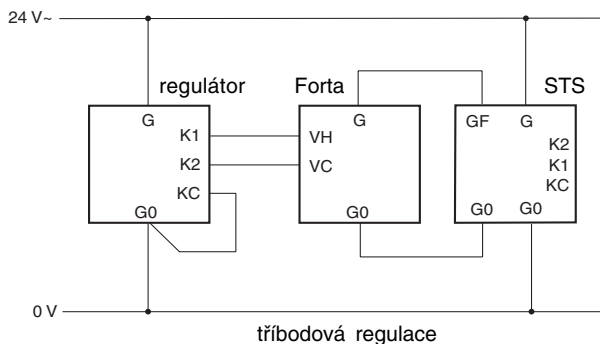 24 V~
regulátor Forta STS
G G GF G
K1 VH K2
K2 VC K1
KC KC
G0 G0 G0 G0
0 V
tříbodová regulace